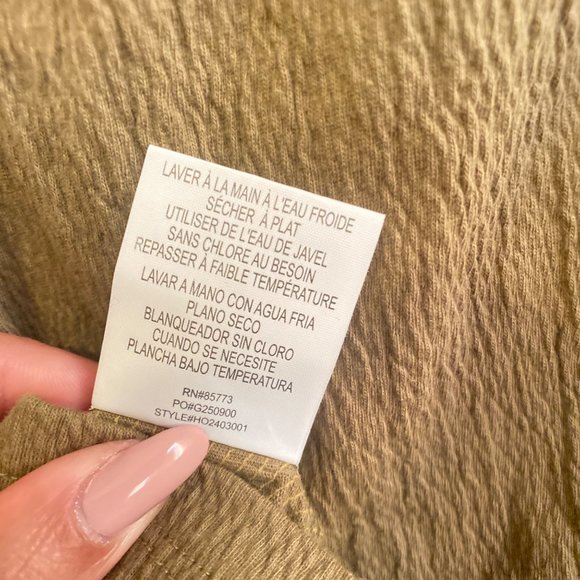 LAVER À LA MAIN À L'EAU FROIDE
SÉCHER À PLAT
UTILISER DE L'EAU DE JAVEL
SANS CHLORE AU BESOIN
REPASSER À FAIBLE TEMPÉRATURE
LAVAR A MANO CON AGUA FRIA
PLANO SECO
BLANQUEADOR SIN CLORO
CUANDO SE NECESITE
PLANCHA BAJO TEMPERATURA
RN#85773
PO#G250900
STYLE#HO2403001